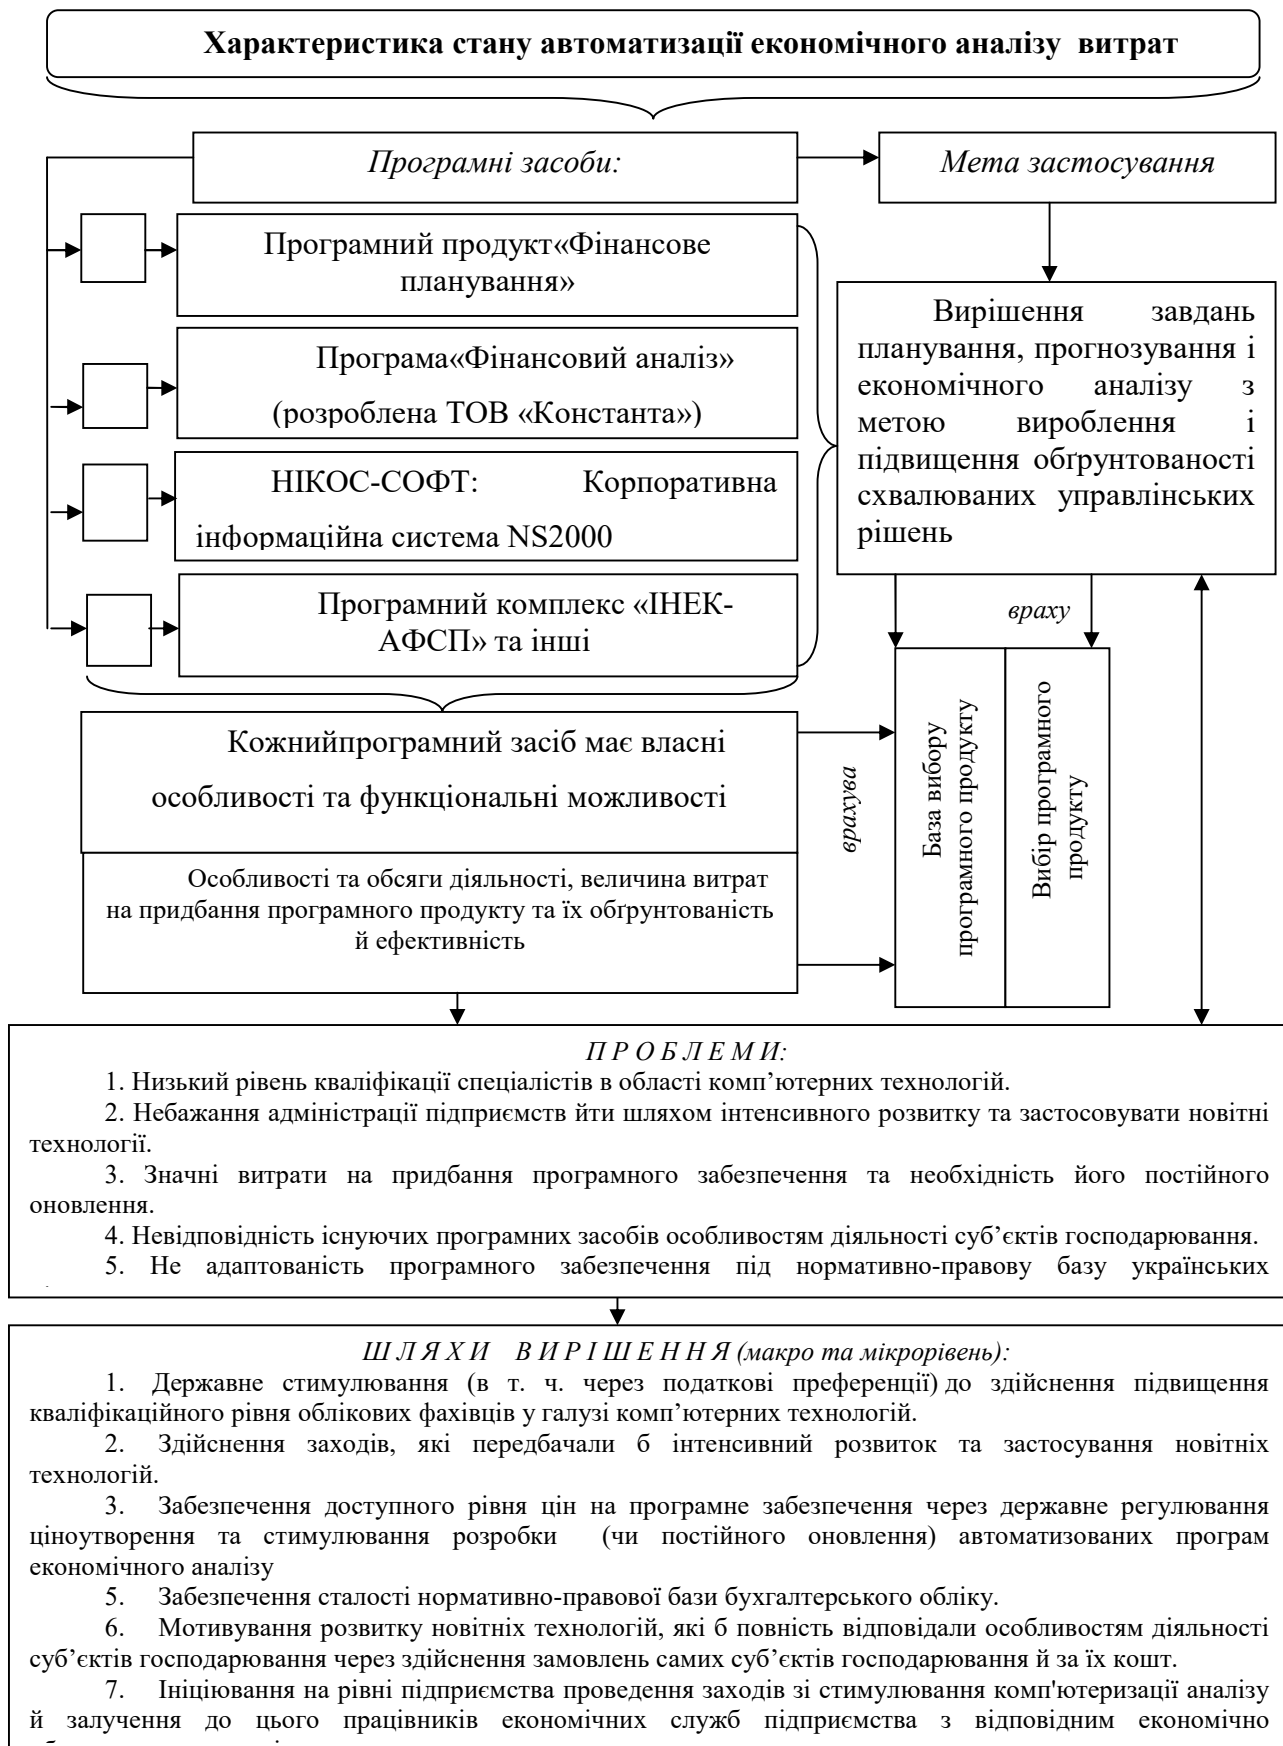 Характеристика стану автоматизації економічного аналізу витрат
Програмні засоби:
Мета застосування
Програмний продукт«Фінансове
планування»
Програма«Фінансовий аналіз»
(розроблена ТОВ «Константа»)
НІКОС-СОФТ: Корпоративна
інформаційна система NS2000
Програмний комплекс «ІНЕК-
АФСП» та інші
Вирішення завдань
планування, прогнозування і
економічного аналізу з
метою вироблення і
підвищення обґрунтованості
схвалюваних управлінських
рішень
враху
Кожнийпрограмний засіб має власні
особливості та функціональні можливості
Особливості та обсяги діяльності, величина витрат
на придбання програмного продукту та їх обґрунтованість
й ефективність
врахува
База вибору
програмного продукту
Вибір програмного
продукту
П Р О Б Л Е М И:
1. Низький рівень кваліфікації спеціалістів в області комп’ютерних технологій.
2. Небажання адміністрації підприємств йти шляхом інтенсивного розвитку та застосовувати новітні
технології.
3. Значні витрати на придбання програмного забезпечення та необхідність його постійного
оновлення.
4. Невідповідність існуючих програмних засобів особливостям діяльності суб’єктів господарювання.
5. Не адаптованість програмного забезпечення під нормативно-правову базу українських
Ш Л Я Х И В И Р І Ш Е Н Н Я (макро та мікрорівень):
1. Державне стимулювання (в т. ч. через податкові преференції) до здійснення підвищення
кваліфікаційного рівня облікових фахівців у галузі комп’ютерних технологій.
2. Здійснення заходів, які передбачали б інтенсивний розвиток та застосування новітніх
технологій.
3. Забезпечення доступного рівня цін на програмне забезпечення через державне регулювання
ціноутворення та стимулювання розробки (чи постійного оновлення) автоматизованих програм
економічного аналізу
5. Забезпечення сталості нормативно-правової бази бухгалтерського обліку.
6. Мотивування розвитку новітніх технологій, які б повність відповідали особливостям діяльності
суб’єктів господарювання через здійснення замовлень самих суб’єктів господарювання й за їх кошт.
7. Ініціювання на рівні підприємства проведення заходів зі стимулювання комп'ютеризації аналізу
й залучення до цього працівників економічних служб підприємства з відповідним економічно